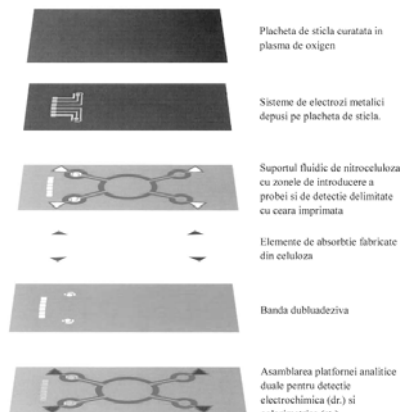 Placheta de sticla curatata in
plasma de oxigen
Sisteme de electrozi metalici
depusi pe placheta de sticla.
Suportul fluidic de nitroceluloza
cu zonele de introducere a
probei si de detectie delimitate
cu ceara imprimata
Elemente de absorbtie fabricate
din celuloza
Banda dubluadeziva
Asamblarea platfornei analitice
duale pentru detectie
electrochimica (dr.) si